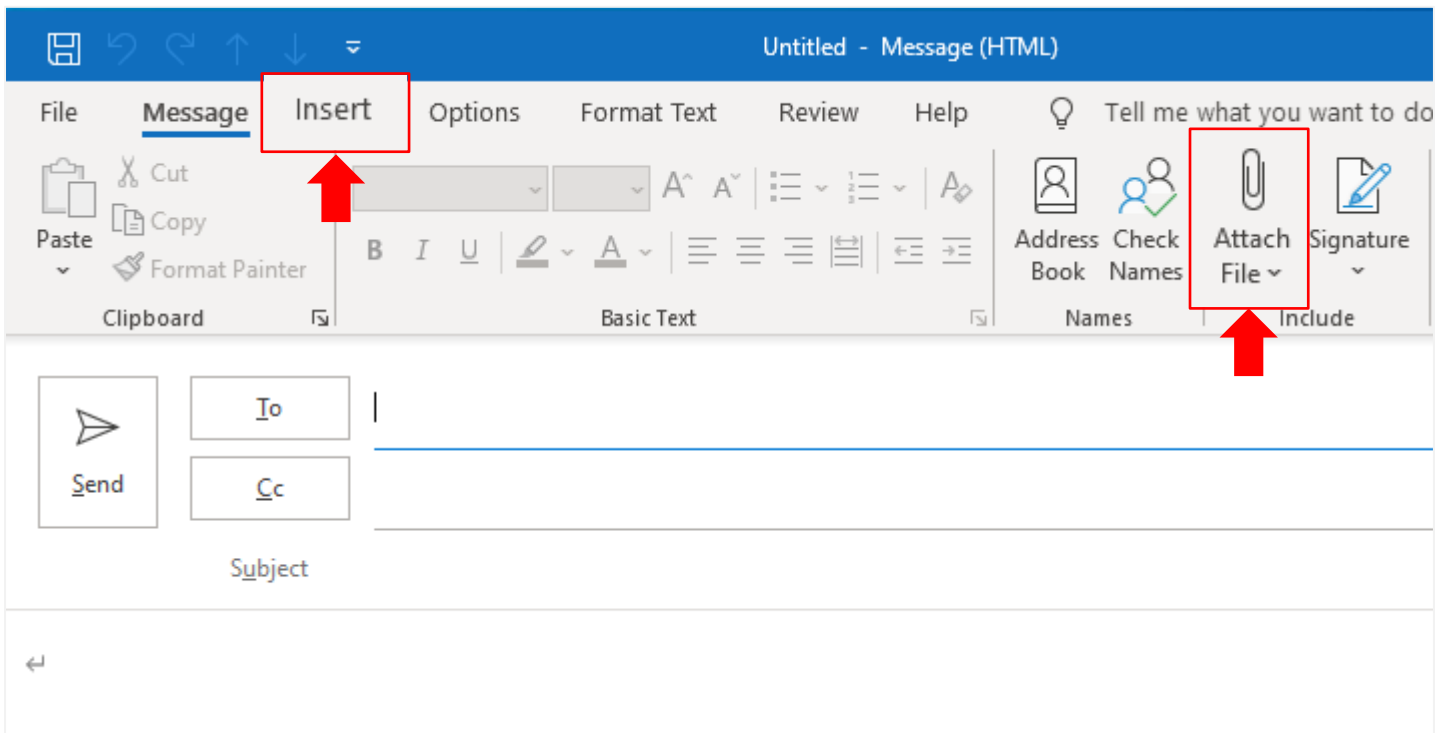 Untitled - Message (HTML)
File Message Insert Options Format Text Review Help Tell me what you want to do
Cut
Copy
Paste
Format Painter
Clipboard
A A A
B I U A
Basic Text
Address Book
Check Names
Names
Attach File
Signature
Include
Send
To
Cc
Subject